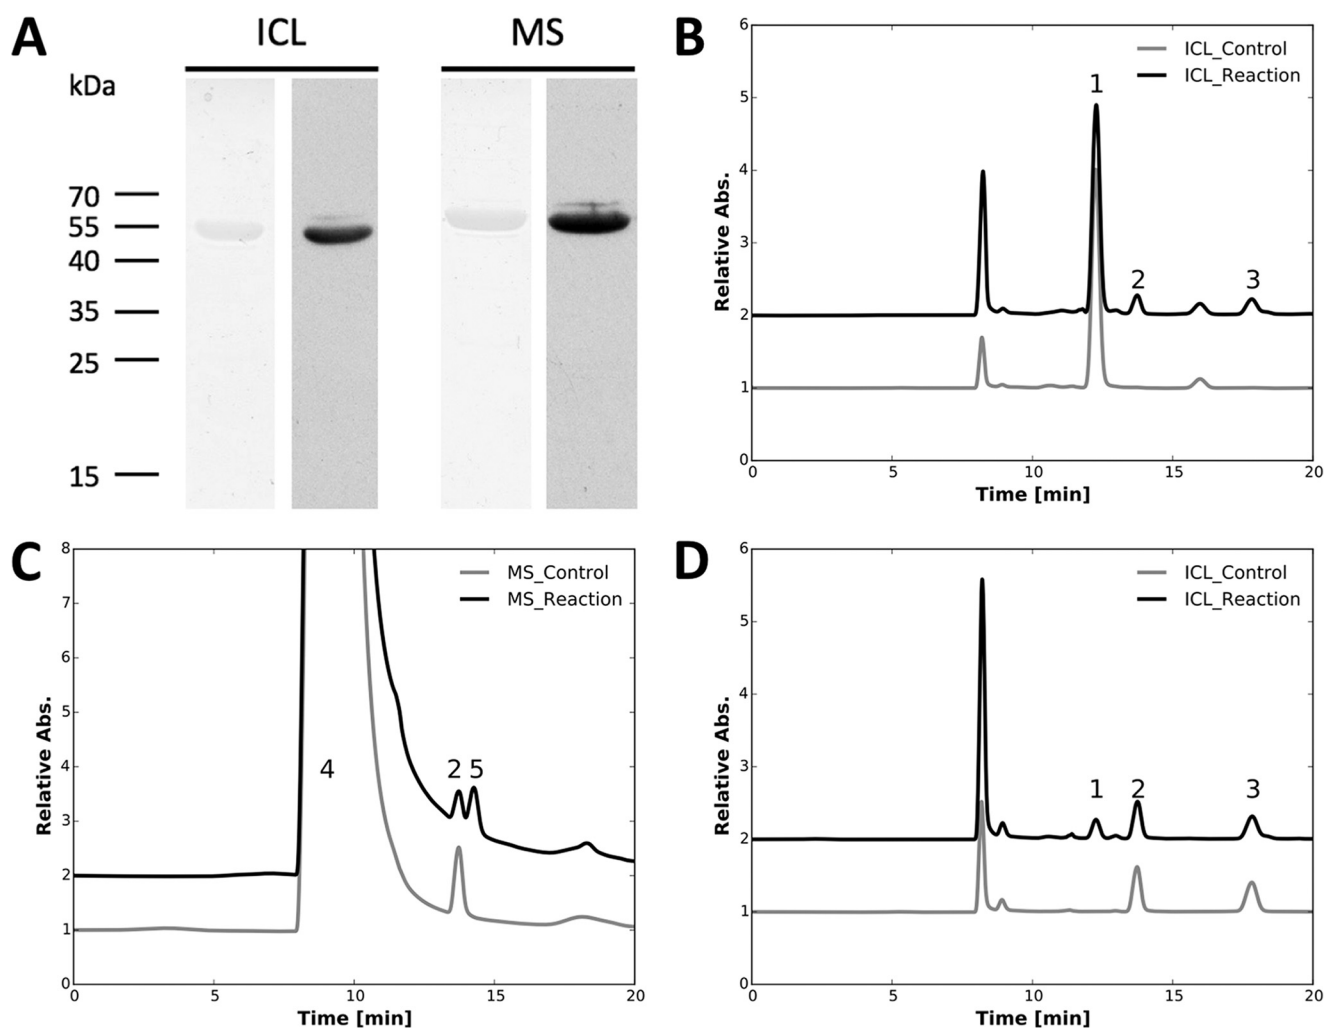 A
ICL
MS
kDa
70
55
40
35
25
15
B
ICL_Control
ICL_Reaction
1
2
3
Relative Abs.
6
5
4
3
2
1
0
0 5 10 15 20
Time [min]
C
MS_Control
MS_Reaction
4
2 5
Relative Abs.
8
7
6
5
4
3
2
1
0
0 5 10 15 20
Time [min]
D
ICL_Control
ICL_Reaction
1 2 3
Relative Abs.
6
5
4
3
2
1
0
0 5 10 15 20
Time [min]